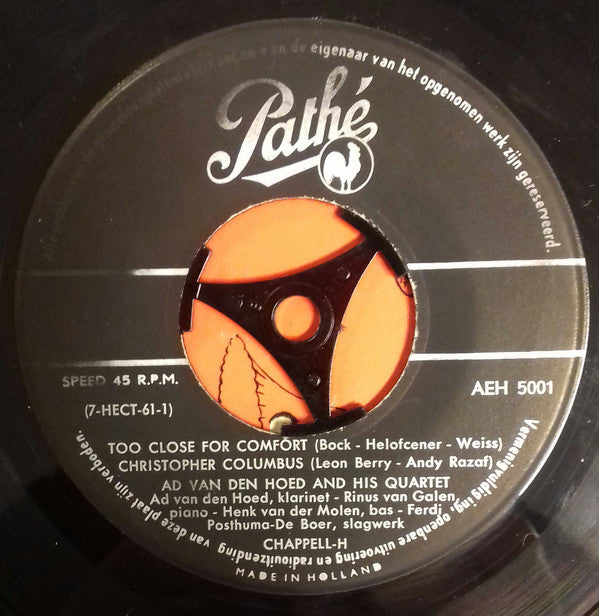 van de eigenaar van het opgenomen werk zijn gereserveerd.
Pathé
SPEED 45 R.P.M.
AEH 5001
(7-HECT-61-1)
TOO CLOSE FOR COMFORT (Bock - Helofcener - Weiss)
CHRISTOPHER COLUMBUS (Leon Berry - Andy Razaf)
AD VAN DEN HOED AND HIS QUARTET
Ad van den Hoed, klarinet - Rinus van Galen,
piano - Henk van der Molen, bas - Ferdi
Posthuma-De Boer, slagwerk
CHAPPELL-H
Vermenigvuldiging, openbare uitvoering en radiouitzending van deze plaat zijn verboden.
MADE IN HOLLAND